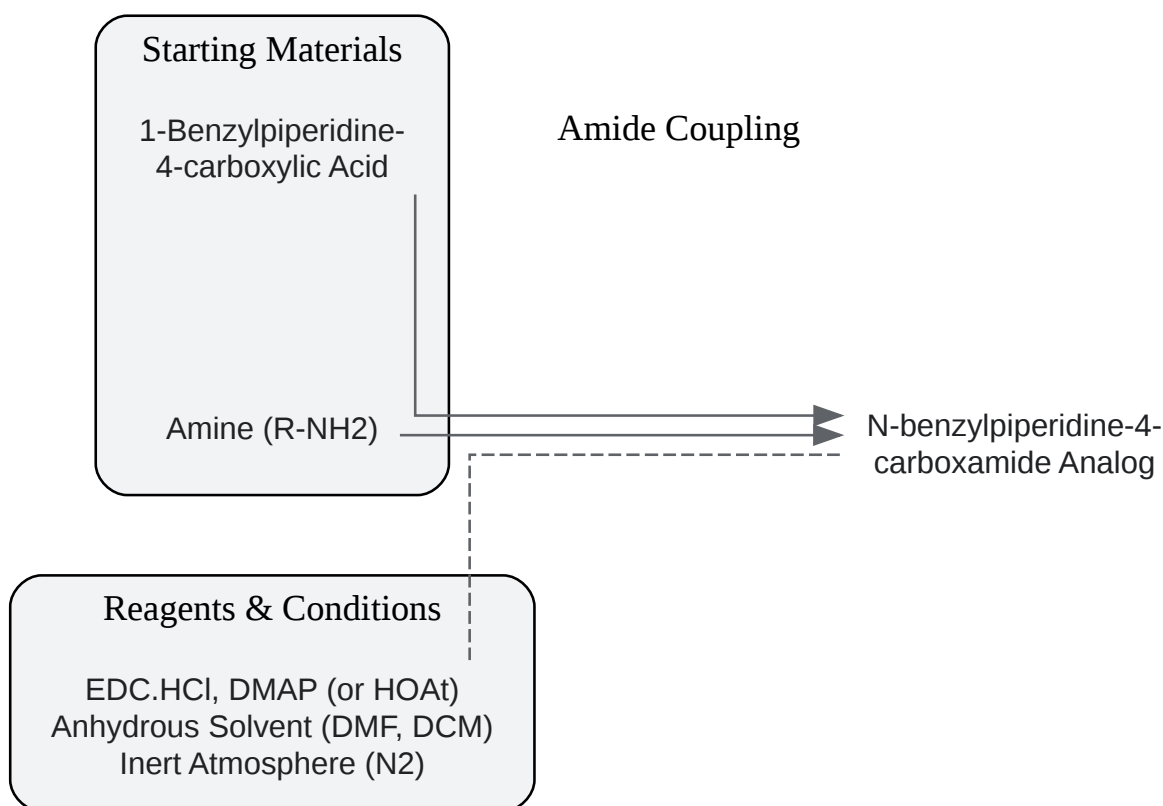 Starting Materials
1-Benzylpiperidine-
4-carboxylic Acid
Amide Coupling
Amine (R-NH2)
N-benzylpiperidine-4-
carboxamide Analog
Reagents & Conditions
EDC.HCl, DMAP (or HOAt)
Anhydrous Solvent (DMF, DCM)
Inert Atmosphere (N2)